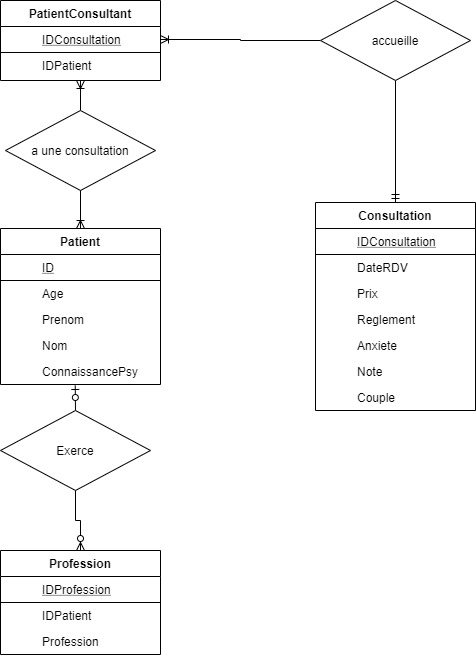 PatientConsultant
IDConsultation
IDPatient
accueille
a une consultation
Patient
ID
Age
Prenom
Nom
ConnaissancePsy
Consultation
IDConsultation
DateRDV
Prix
Reglement
Anxiete
Note
Couple
Exerce
Profession
IDProfession
IDPatient
Profession